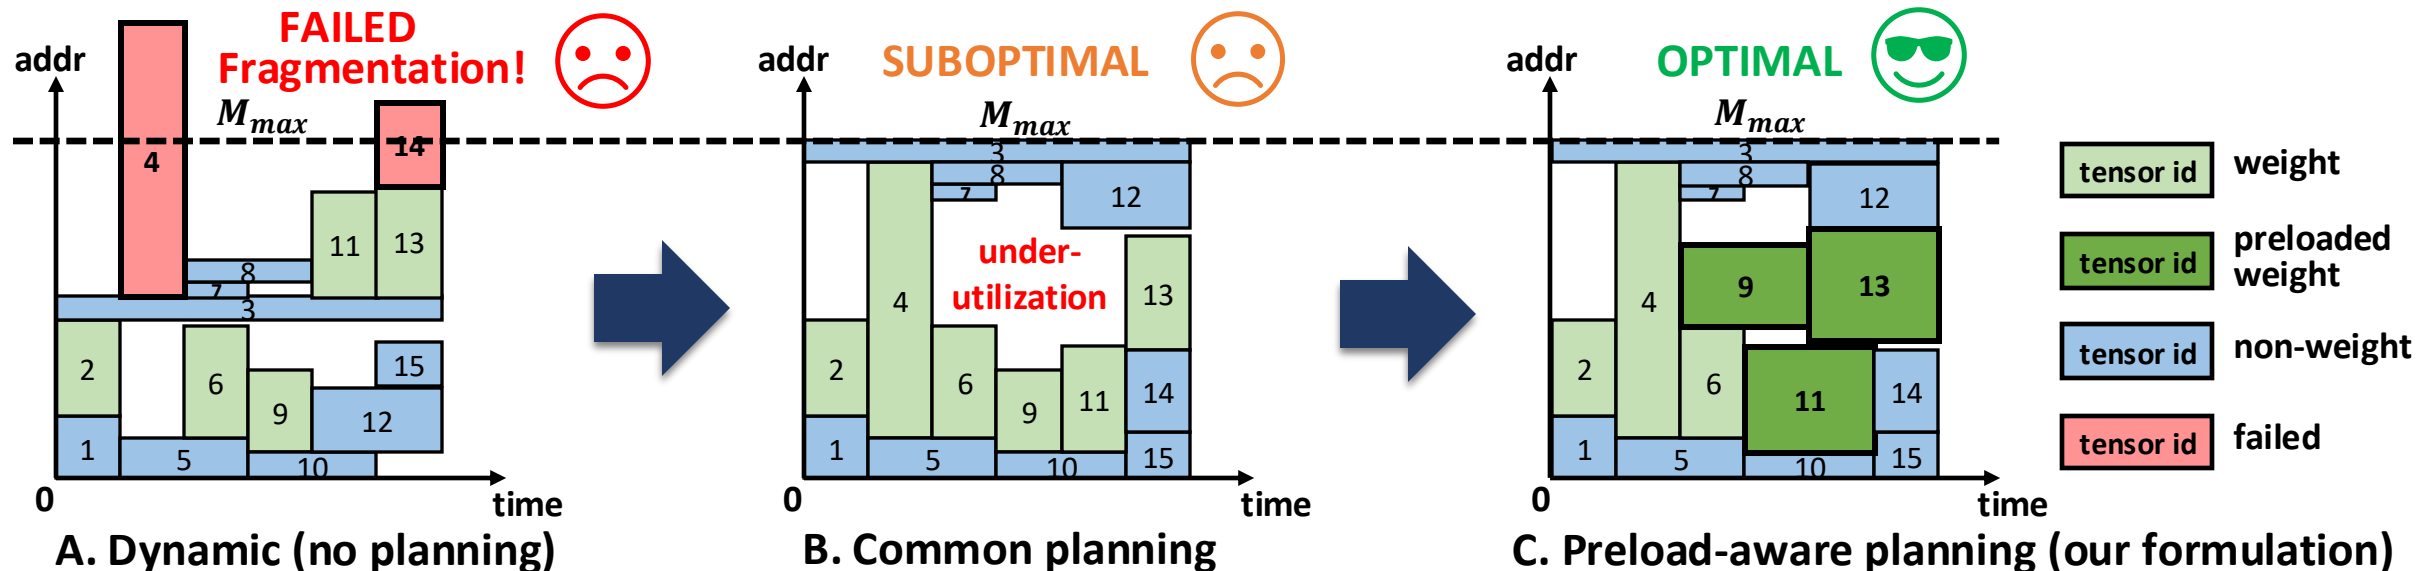 FAILED
Fragmentation!
addr
M_max
4
14
11
13
8
7
3
2
6
9
15
12
1
5
10
0
time
A. Dynamic (no planning)
SUBOPTIMAL
addr
M_max
3
8
7
12
under-
utilization
4
13
2
6
9
11
14
1
5
10
15
0
time
B. Common planning
OPTIMAL
addr
M_max
3
8
7
12
4
9
13
2
6
11
14
1
5
10
15
0
time
C. Preload-aware planning (our formulation)
tensor id weight
tensor id preloaded
weight
tensor id non-weight
tensor id failed